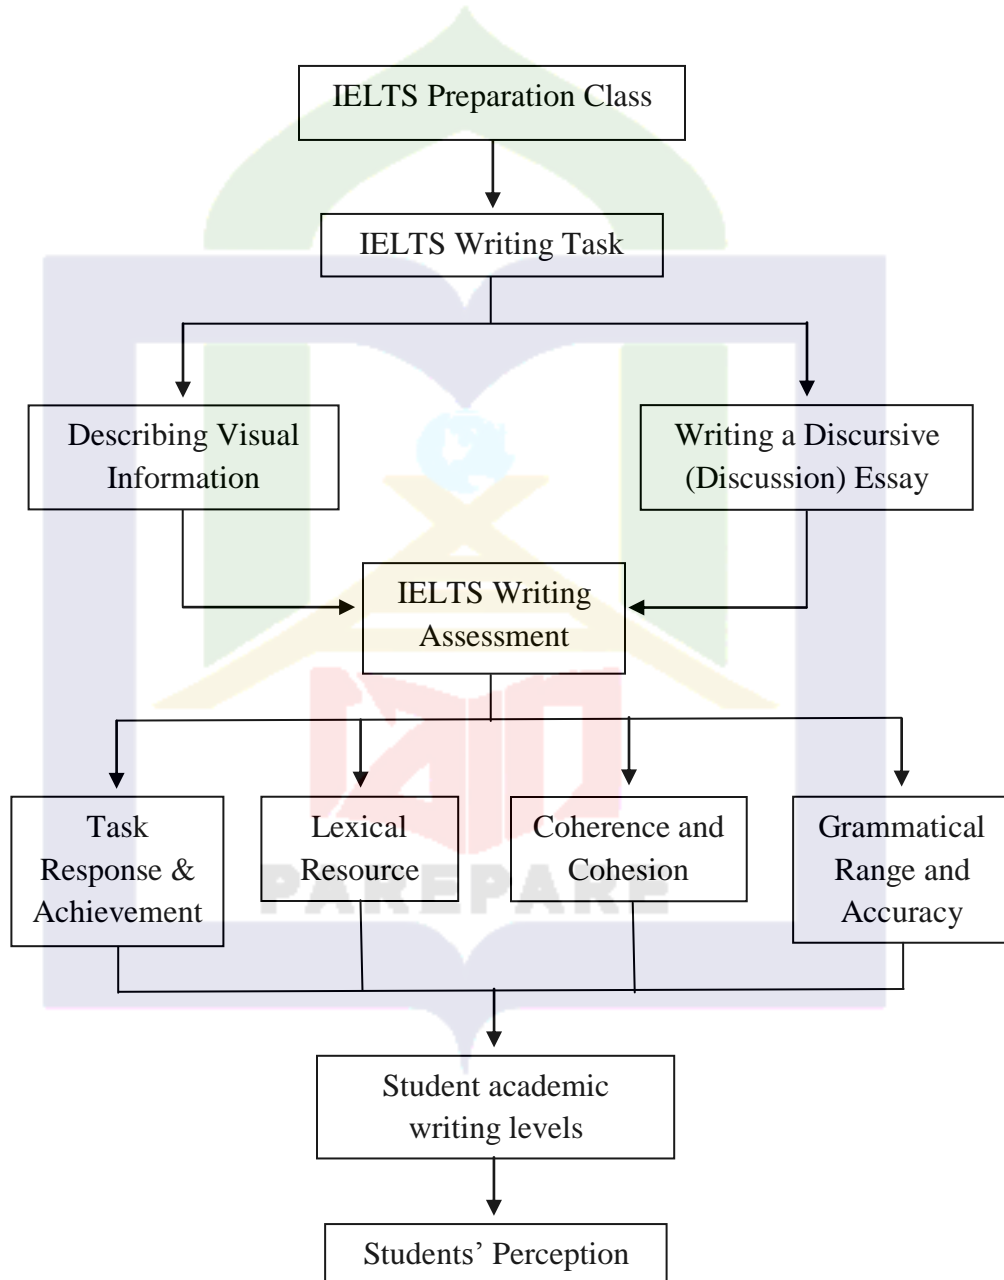 IELTS Preparation Class
IELTS Writing Task
Describing Visual
Information
Writing a Discursive
(Discussion) Essay
IELTS Writing
Assessment
Task
Response &
Achievement
Lexical
Resource
Coherence and
Cohesion
Grammatical
Range and
Accuracy
PAREPARE
Student academic
writing levels
Students’ Perception